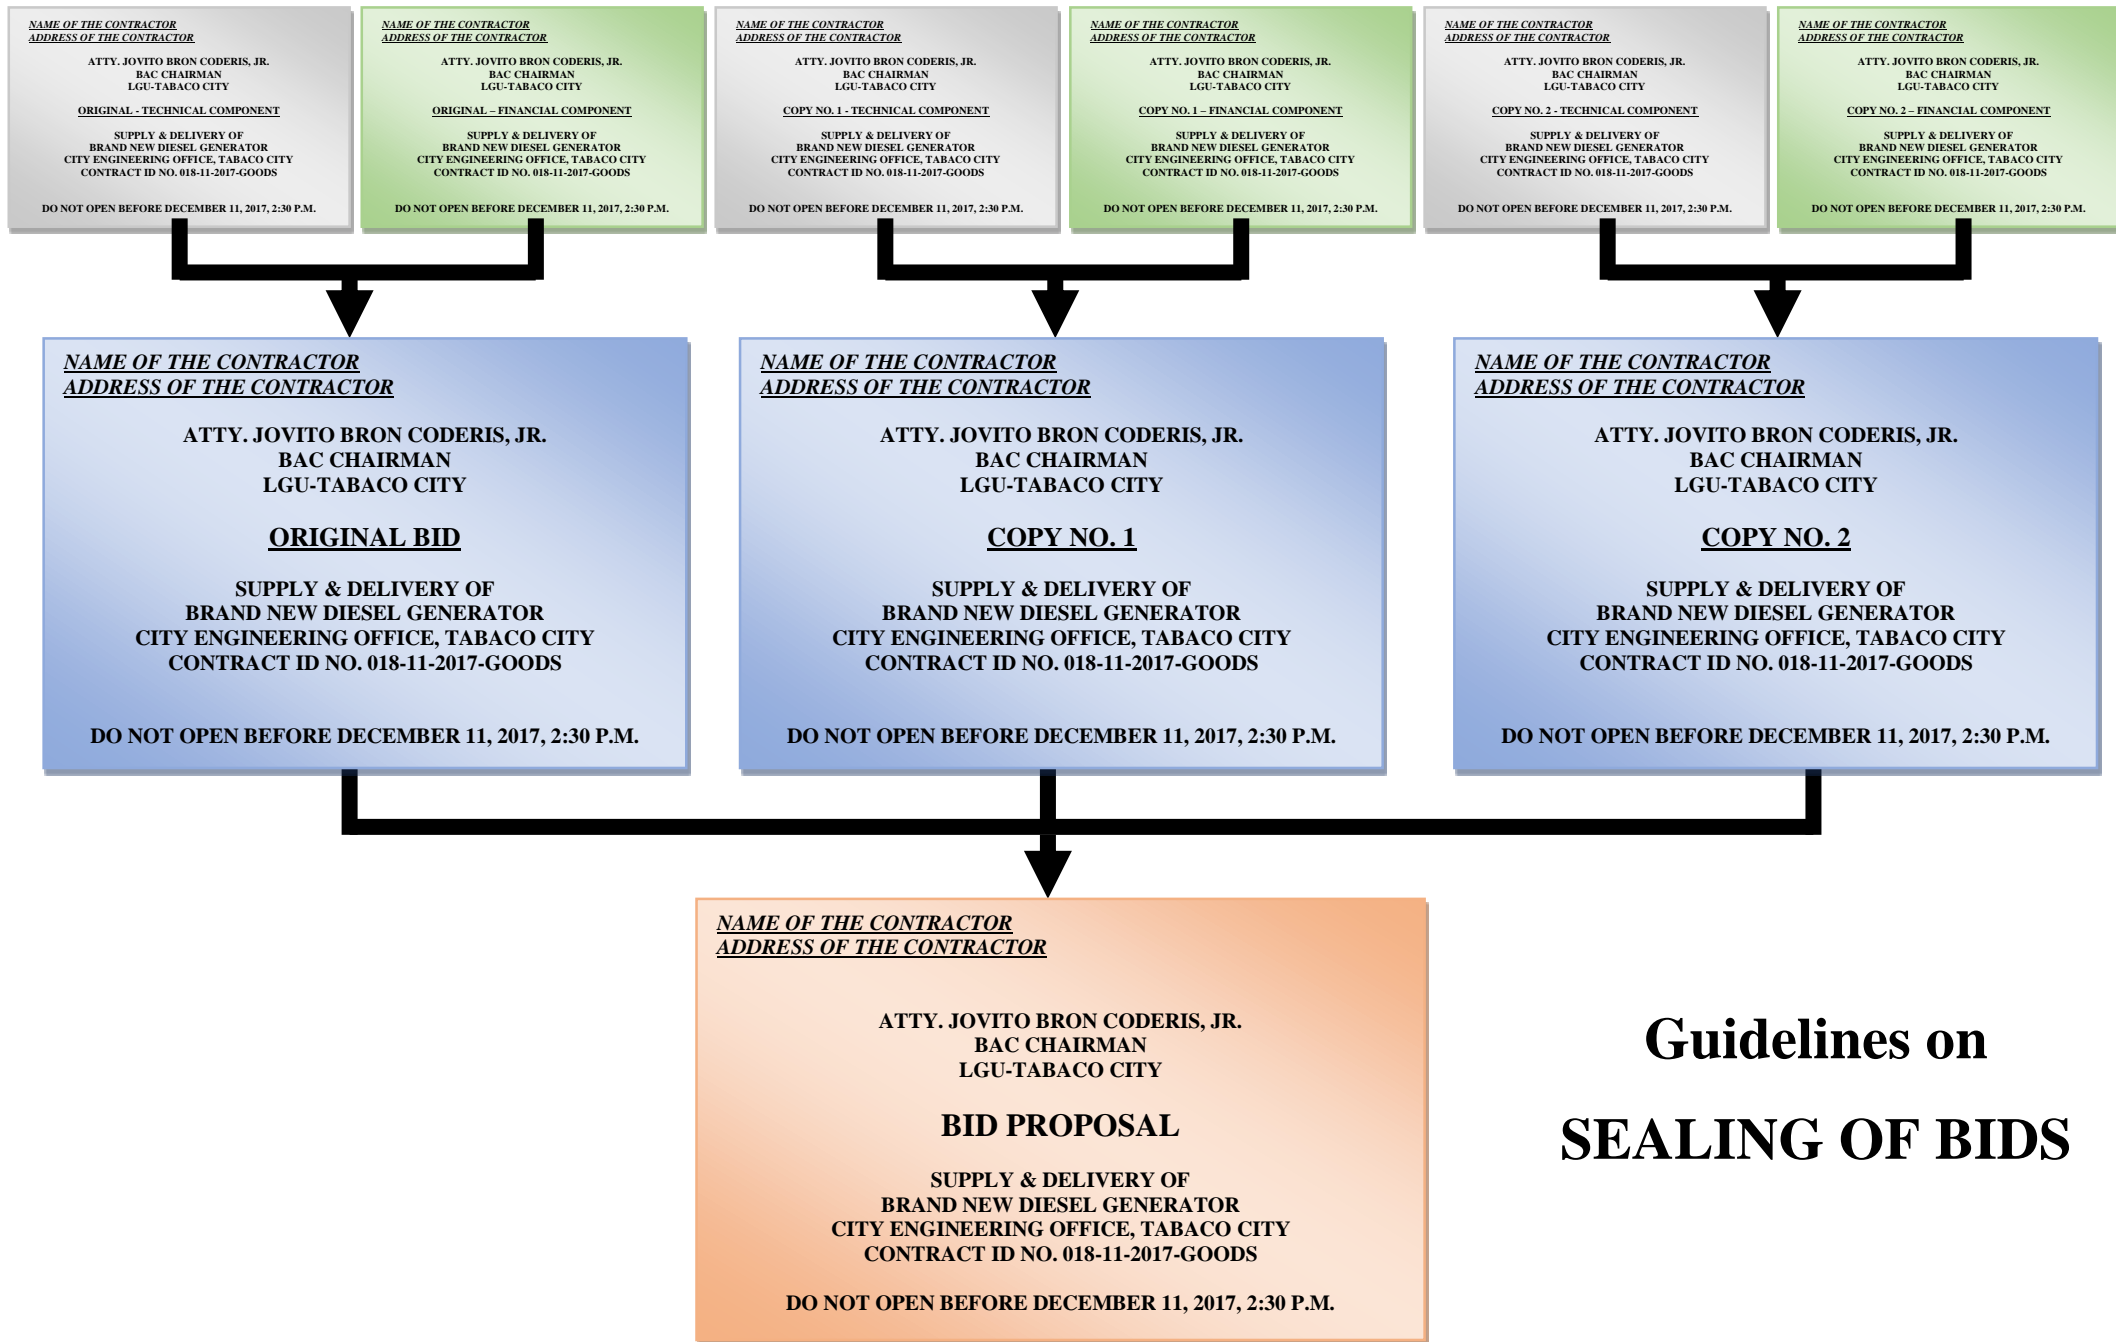 NAME OF THE CONTRACTOR
ADDRESS OF THE CONTRACTOR
ATTY. JOVITO BRON CODERIS, JR.
BAC CHAIRMAN
LGU-TABACO CITY
ORIGINAL - TECHNICAL COMPONENT
SUPPLY & DELIVERY OF
BRAND NEW DIESEL GENERATOR
CITY ENGINEERING OFFICE, TABACO CITY
CONTRACT ID NO. 018-11-2017-GOODS
DO NOT OPEN BEFORE DECEMBER 11, 2017, 2:30 P.M.
NAME OF THE CONTRACTOR
ADDRESS OF THE CONTRACTOR
ATTY. JOVITO BRON CODERIS, JR.
BAC CHAIRMAN
LGU-TABACO CITY
ORIGINAL – FINANCIAL COMPONENT
SUPPLY & DELIVERY OF
BRAND NEW DIESEL GENERATOR
CITY ENGINEERING OFFICE, TABACO CITY
CONTRACT ID NO. 018-11-2017-GOODS
DO NOT OPEN BEFORE DECEMBER 11, 2017, 2:30 P.M.
NAME OF THE CONTRACTOR
ADDRESS OF THE CONTRACTOR
ATTY. JOVITO BRON CODERIS, JR.
BAC CHAIRMAN
LGU-TABACO CITY
COPY NO. 1 - TECHNICAL COMPONENT
SUPPLY & DELIVERY OF
BRAND NEW DIESEL GENERATOR
CITY ENGINEERING OFFICE, TABACO CITY
CONTRACT ID NO. 018-11-2017-GOODS
DO NOT OPEN BEFORE DECEMBER 11, 2017, 2:30 P.M.
NAME OF THE CONTRACTOR
ADDRESS OF THE CONTRACTOR
ATTY. JOVITO BRON CODERIS, JR.
BAC CHAIRMAN
LGU-TABACO CITY
COPY NO. 1 – FINANCIAL COMPONENT
SUPPLY & DELIVERY OF
BRAND NEW DIESEL GENERATOR
CITY ENGINEERING OFFICE, TABACO CITY
CONTRACT ID NO. 018-11-2017-GOODS
DO NOT OPEN BEFORE DECEMBER 11, 2017, 2:30 P.M.
NAME OF THE CONTRACTOR
ADDRESS OF THE CONTRACTOR
ATTY. JOVITO BRON CODERIS, JR.
BAC CHAIRMAN
LGU-TABACO CITY
COPY NO. 2 - TECHNICAL COMPONENT
SUPPLY & DELIVERY OF
BRAND NEW DIESEL GENERATOR
CITY ENGINEERING OFFICE, TABACO CITY
CONTRACT ID NO. 018-11-2017-GOODS
DO NOT OPEN BEFORE DECEMBER 11, 2017, 2:30 P.M.
NAME OF THE CONTRACTOR
ADDRESS OF THE CONTRACTOR
ATTY. JOVITO BRON CODERIS, JR.
BAC CHAIRMAN
LGU-TABACO CITY
COPY NO. 2 – FINANCIAL COMPONENT
SUPPLY & DELIVERY OF
BRAND NEW DIESEL GENERATOR
CITY ENGINEERING OFFICE, TABACO CITY
CONTRACT ID NO. 018-11-2017-GOODS
DO NOT OPEN BEFORE DECEMBER 11, 2017, 2:30 P.M.
NAME OF THE CONTRACTOR
ADDRESS OF THE CONTRACTOR
ATTY. JOVITO BRON CODERIS, JR.
BAC CHAIRMAN
LGU-TABACO CITY
ORIGINAL BID
SUPPLY & DELIVERY OF
BRAND NEW DIESEL GENERATOR
CITY ENGINEERING OFFICE, TABACO CITY
CONTRACT ID NO. 018-11-2017-GOODS
DO NOT OPEN BEFORE DECEMBER 11, 2017, 2:30 P.M.
NAME OF THE CONTRACTOR
ADDRESS OF THE CONTRACTOR
ATTY. JOVITO BRON CODERIS, JR.
BAC CHAIRMAN
LGU-TABACO CITY
COPY NO. 1
SUPPLY & DELIVERY OF
BRAND NEW DIESEL GENERATOR
CITY ENGINEERING OFFICE, TABACO CITY
CONTRACT ID NO. 018-11-2017-GOODS
DO NOT OPEN BEFORE DECEMBER 11, 2017, 2:30 P.M.
NAME OF THE CONTRACTOR
ADDRESS OF THE CONTRACTOR
ATTY. JOVITO BRON CODERIS, JR.
BAC CHAIRMAN
LGU-TABACO CITY
COPY NO. 2
SUPPLY & DELIVERY OF
BRAND NEW DIESEL GENERATOR
CITY ENGINEERING OFFICE, TABACO CITY
CONTRACT ID NO. 018-11-2017-GOODS
DO NOT OPEN BEFORE DECEMBER 11, 2017, 2:30 P.M.
NAME OF THE CONTRACTOR
ADDRESS OF THE CONTRACTOR
ATTY. JOVITO BRON CODERIS, JR.
BAC CHAIRMAN
LGU-TABACO CITY
BID PROPOSAL
SUPPLY & DELIVERY OF
BRAND NEW DIESEL GENERATOR
CITY ENGINEERING OFFICE, TABACO CITY
CONTRACT ID NO. 018-11-2017-GOODS
DO NOT OPEN BEFORE DECEMBER 11, 2017, 2:30 P.M.
Guidelines on
SEALING OF BIDS